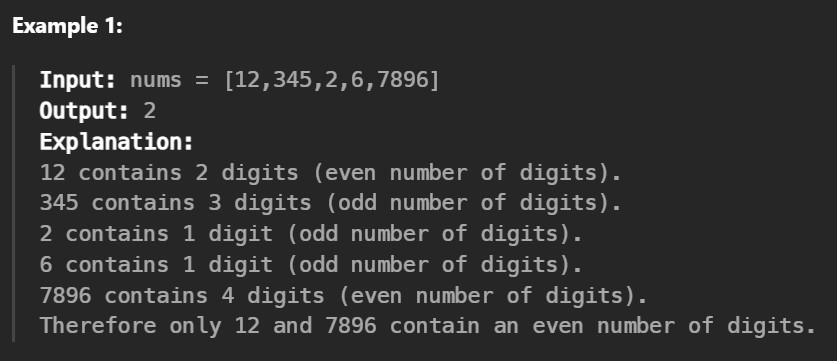 Example 1:
Input: nums = [12,345,2,6,7896]
Output: 2
Explanation:
12 contains 2 digits (even number of digits).
345 contains 3 digits (odd number of digits).
2 contains 1 digit (odd number of digits).
6 contains 1 digit (odd number of digits).
7896 contains 4 digits (even number of digits).
Therefore only 12 and 7896 contain an even number of digits.